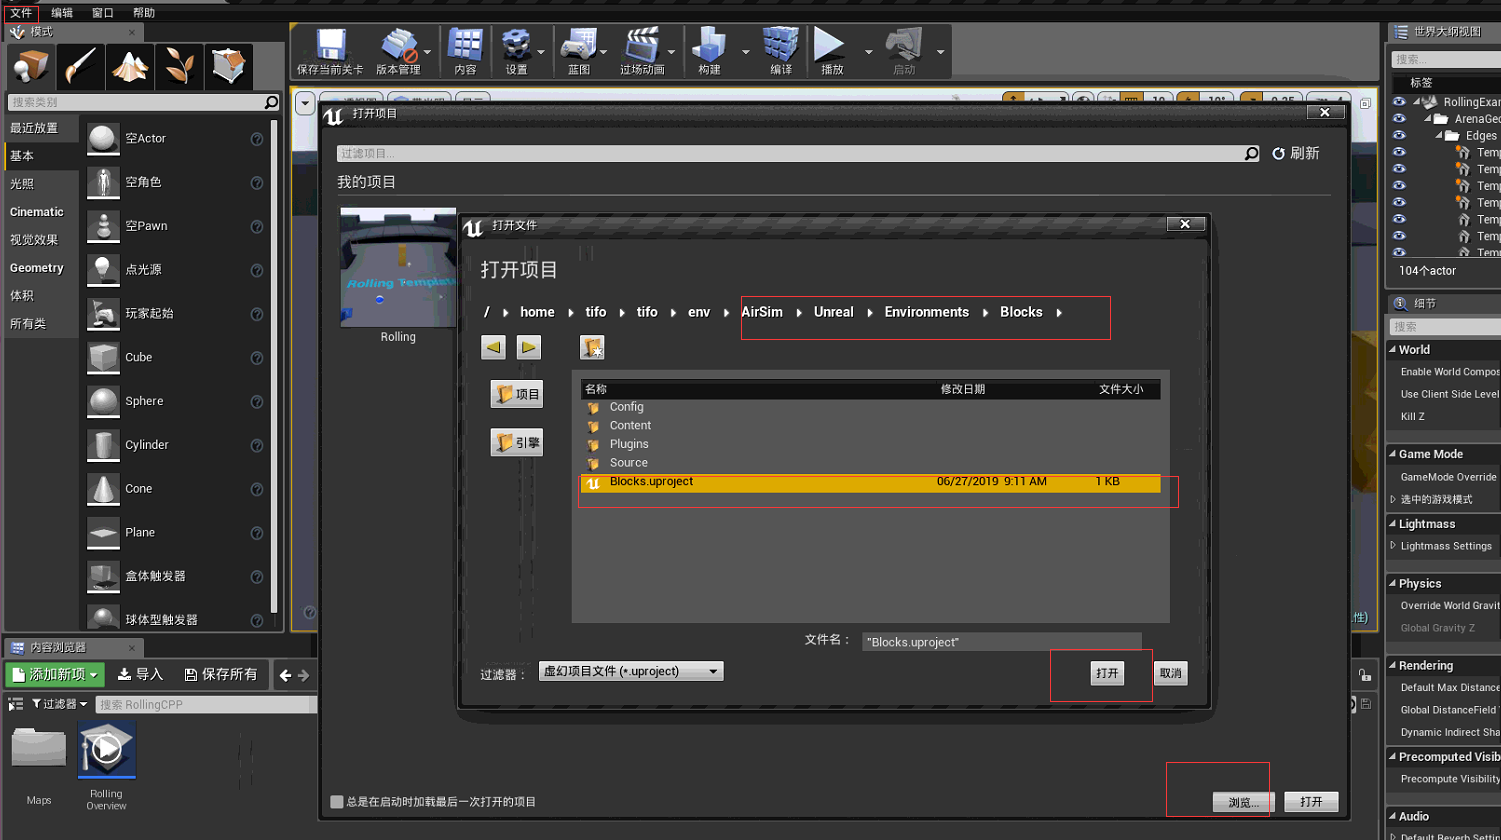 文件 编辑 窗口 帮助
模式
世界大纲视图
保存当前关卡 版本管理 内容 设置 蓝图 过场动画 构建 编译 播放 启动
搜索...
标签
搜索类别
最近放置
基本
光照
Cinematic
视觉效果
Geometry
体积
所有类
空Actor
空角色
空Pawn
点光源
玩家起始
Cube
Sphere
Cylinder
Cone
Plane
盒体触发器
球体型触发器
打开项目
过滤项目...
刷新
我的项目
Rolling Templat
Rolling
打开文件
打开项目
/ home tifo tifo env AirSim Unreal Environments Blocks
项目
引擎
名称 修改日期 文件大小
Config
Content
Plugins
Source
Blocks.uproject 06/27/2019 9:11 AM 1 KB
文件名： "Blocks.uproject"
过滤器： 虚幻项目文件 (*.uproject) 打开 取消
总是在启动时加载最后一次打开的项目
浏览... 打开
RollingExar
ArenaGeo
Edges
Temp
Temp
Temp
Temp
Temp
Temp
Temp
104个actor
细节
搜索
World
Enable World Compos
Use Client Side Level
Kill Z
Game Mode
GameMode Override
选中的游戏模式
Lightmass
Lightmass Settings
Physics
Override World Gravit
Global Gravity Z
Rendering
Default Max Distance
Global DistanceField
Dynamic Indirect Sha
Precomputed Visib
Precompute Visibility
Audio
Default Reverb Settin
内容浏览器
添加新项 导入 保存所有
过滤器 搜索 RollingCPP
Maps
Rolling
Overview